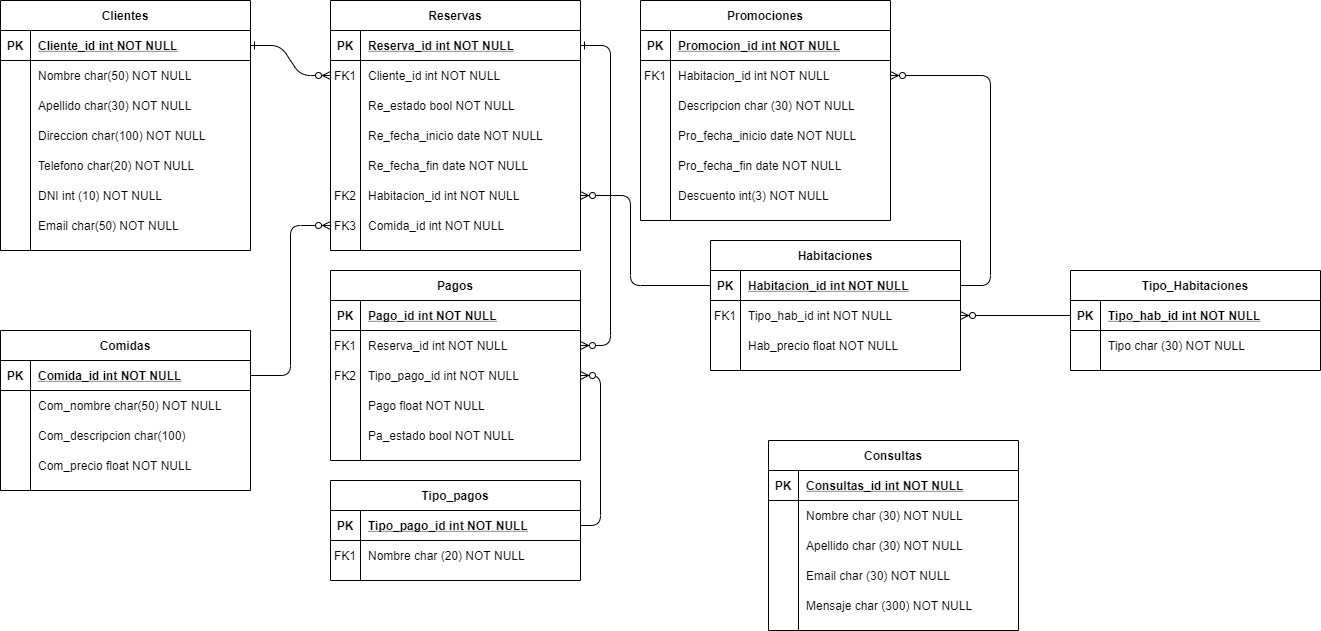 Clientes
PK Cliente_id int NOT NULL
Nombre char(50) NOT NULL
Apellido char(30) NOT NULL
Direccion char(100) NOT NULL
Telefono char(20) NOT NULL
DNI int (10) NOT NULL
Email char(50) NOT NULL
Reservas
PK Reserva_id int NOT NULL
FK1 Cliente_id int NOT NULL
Re_estado bool NOT NULL
Re_fecha_inicio date NOT NULL
Re_fecha_fin date NOT NULL
FK2 Habitacion_id int NOT NULL
FK3 Comida_id int NOT NULL
Promociones
PK Promocion_id int NOT NULL
FK1 Habitacion_id int NOT NULL
Descripcion char (30) NOT NULL
Pro_fecha_inicio date NOT NULL
Pro_fecha_fin date NOT NULL
Descuento int(3) NOT NULL
Habitaciones
PK Habitacion_id int NOT NULL
FK1 Tipo_hab_id int NOT NULL
Hab_precio float NOT NULL
Tipo_Habitaciones
PK Tipo_hab_id int NOT NULL
Tipo char (30) NOT NULL
Pagos
PK Pago_id int NOT NULL
FK1 Reserva_id int NOT NULL
FK2 Tipo_pago_id int NOT NULL
Pago float NOT NULL
Pa_estado bool NOT NULL
Comidas
PK Comida_id int NOT NULL
Com_nombre char(50) NOT NULL
Com_descripcion char(100)
Com_precio float NOT NULL
Tipo_pagos
PK Tipo_pago_id int NOT NULL
FK1 Nombre char (20) NOT NULL
Consultas
PK Consultas_id int NOT NULL
Nombre char (30) NOT NULL
Apellido char (30) NOT NULL
Email char (30) NOT NULL
Mensaje char (300) NOT NULL